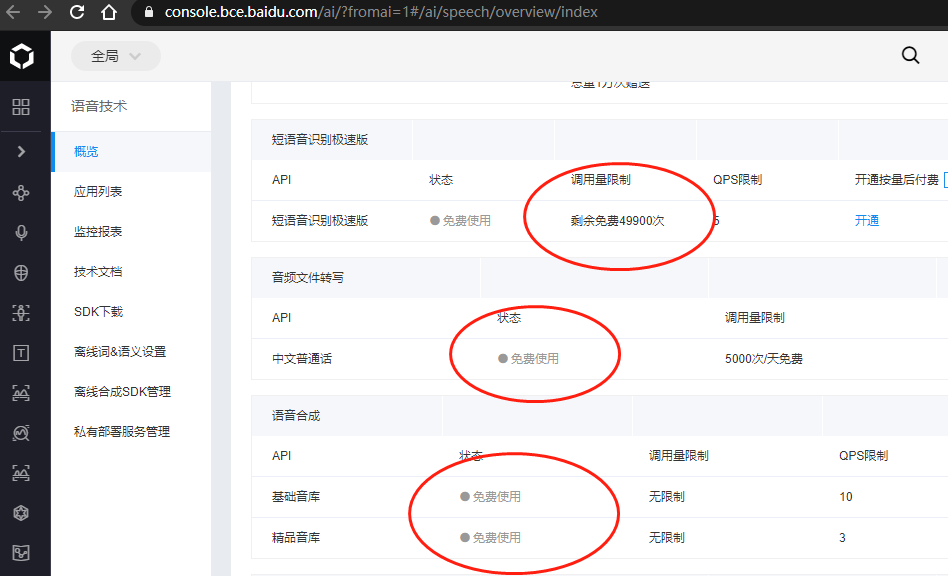 console.bce.baidu.com/ai/?fromai=1#/ai/speech/overview/index
全局
语音技术
概览
应用列表
监控报表
技术文档
SDK下载
离线词&语义设置
离线合成SDK管理
私有部署服务管理
总量1万次赠送
短语音识别极速版
API 状态 调用量限制 QPS限制 开通按量后付费
短语音识别极速版 免费使用 剩余免费49900次 5 开通
音频文件转写
API 状态 调用量限制
中文普通话 免费使用 5000次/天免费
语音合成
API 状态 调用量限制 QPS限制
基础音库 免费使用 无限制 10
精品音库 免费使用 无限制 3